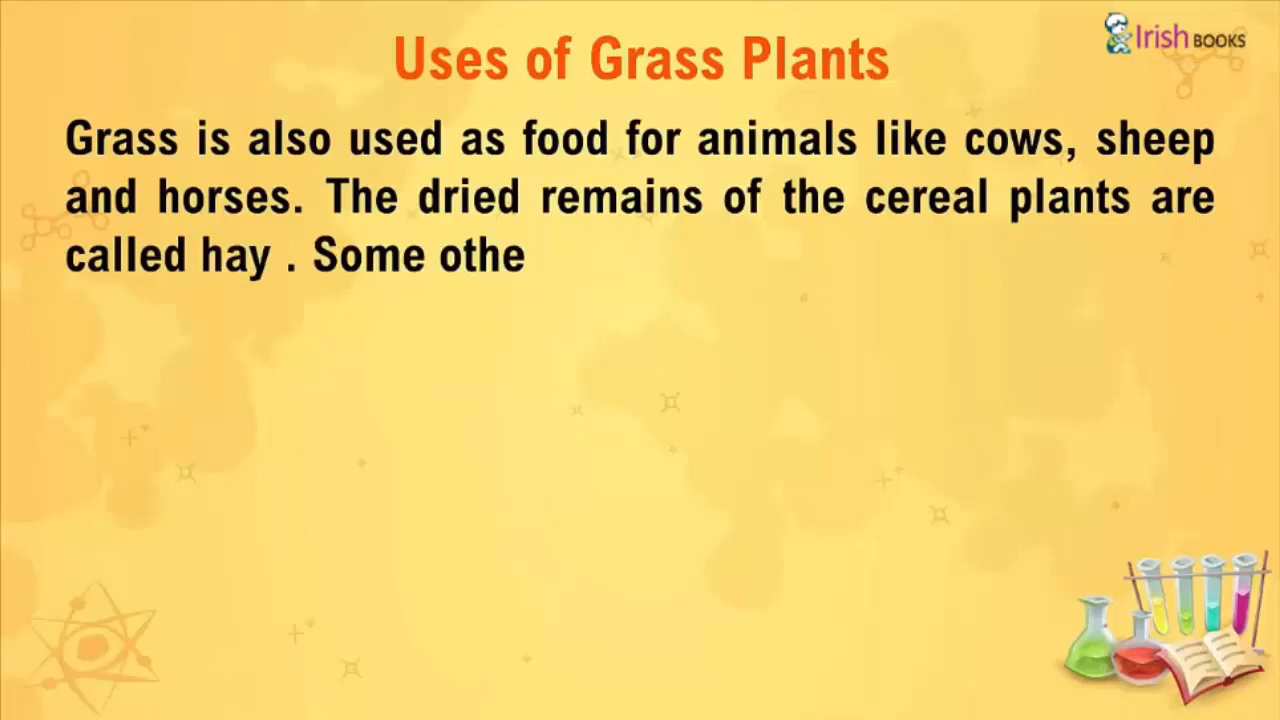 Irish BOOKS
Uses of Grass Plants
Grass is also used as food for animals like cows, sheep
and horses. The dried remains of the cereal plants are
called hay . Some othe